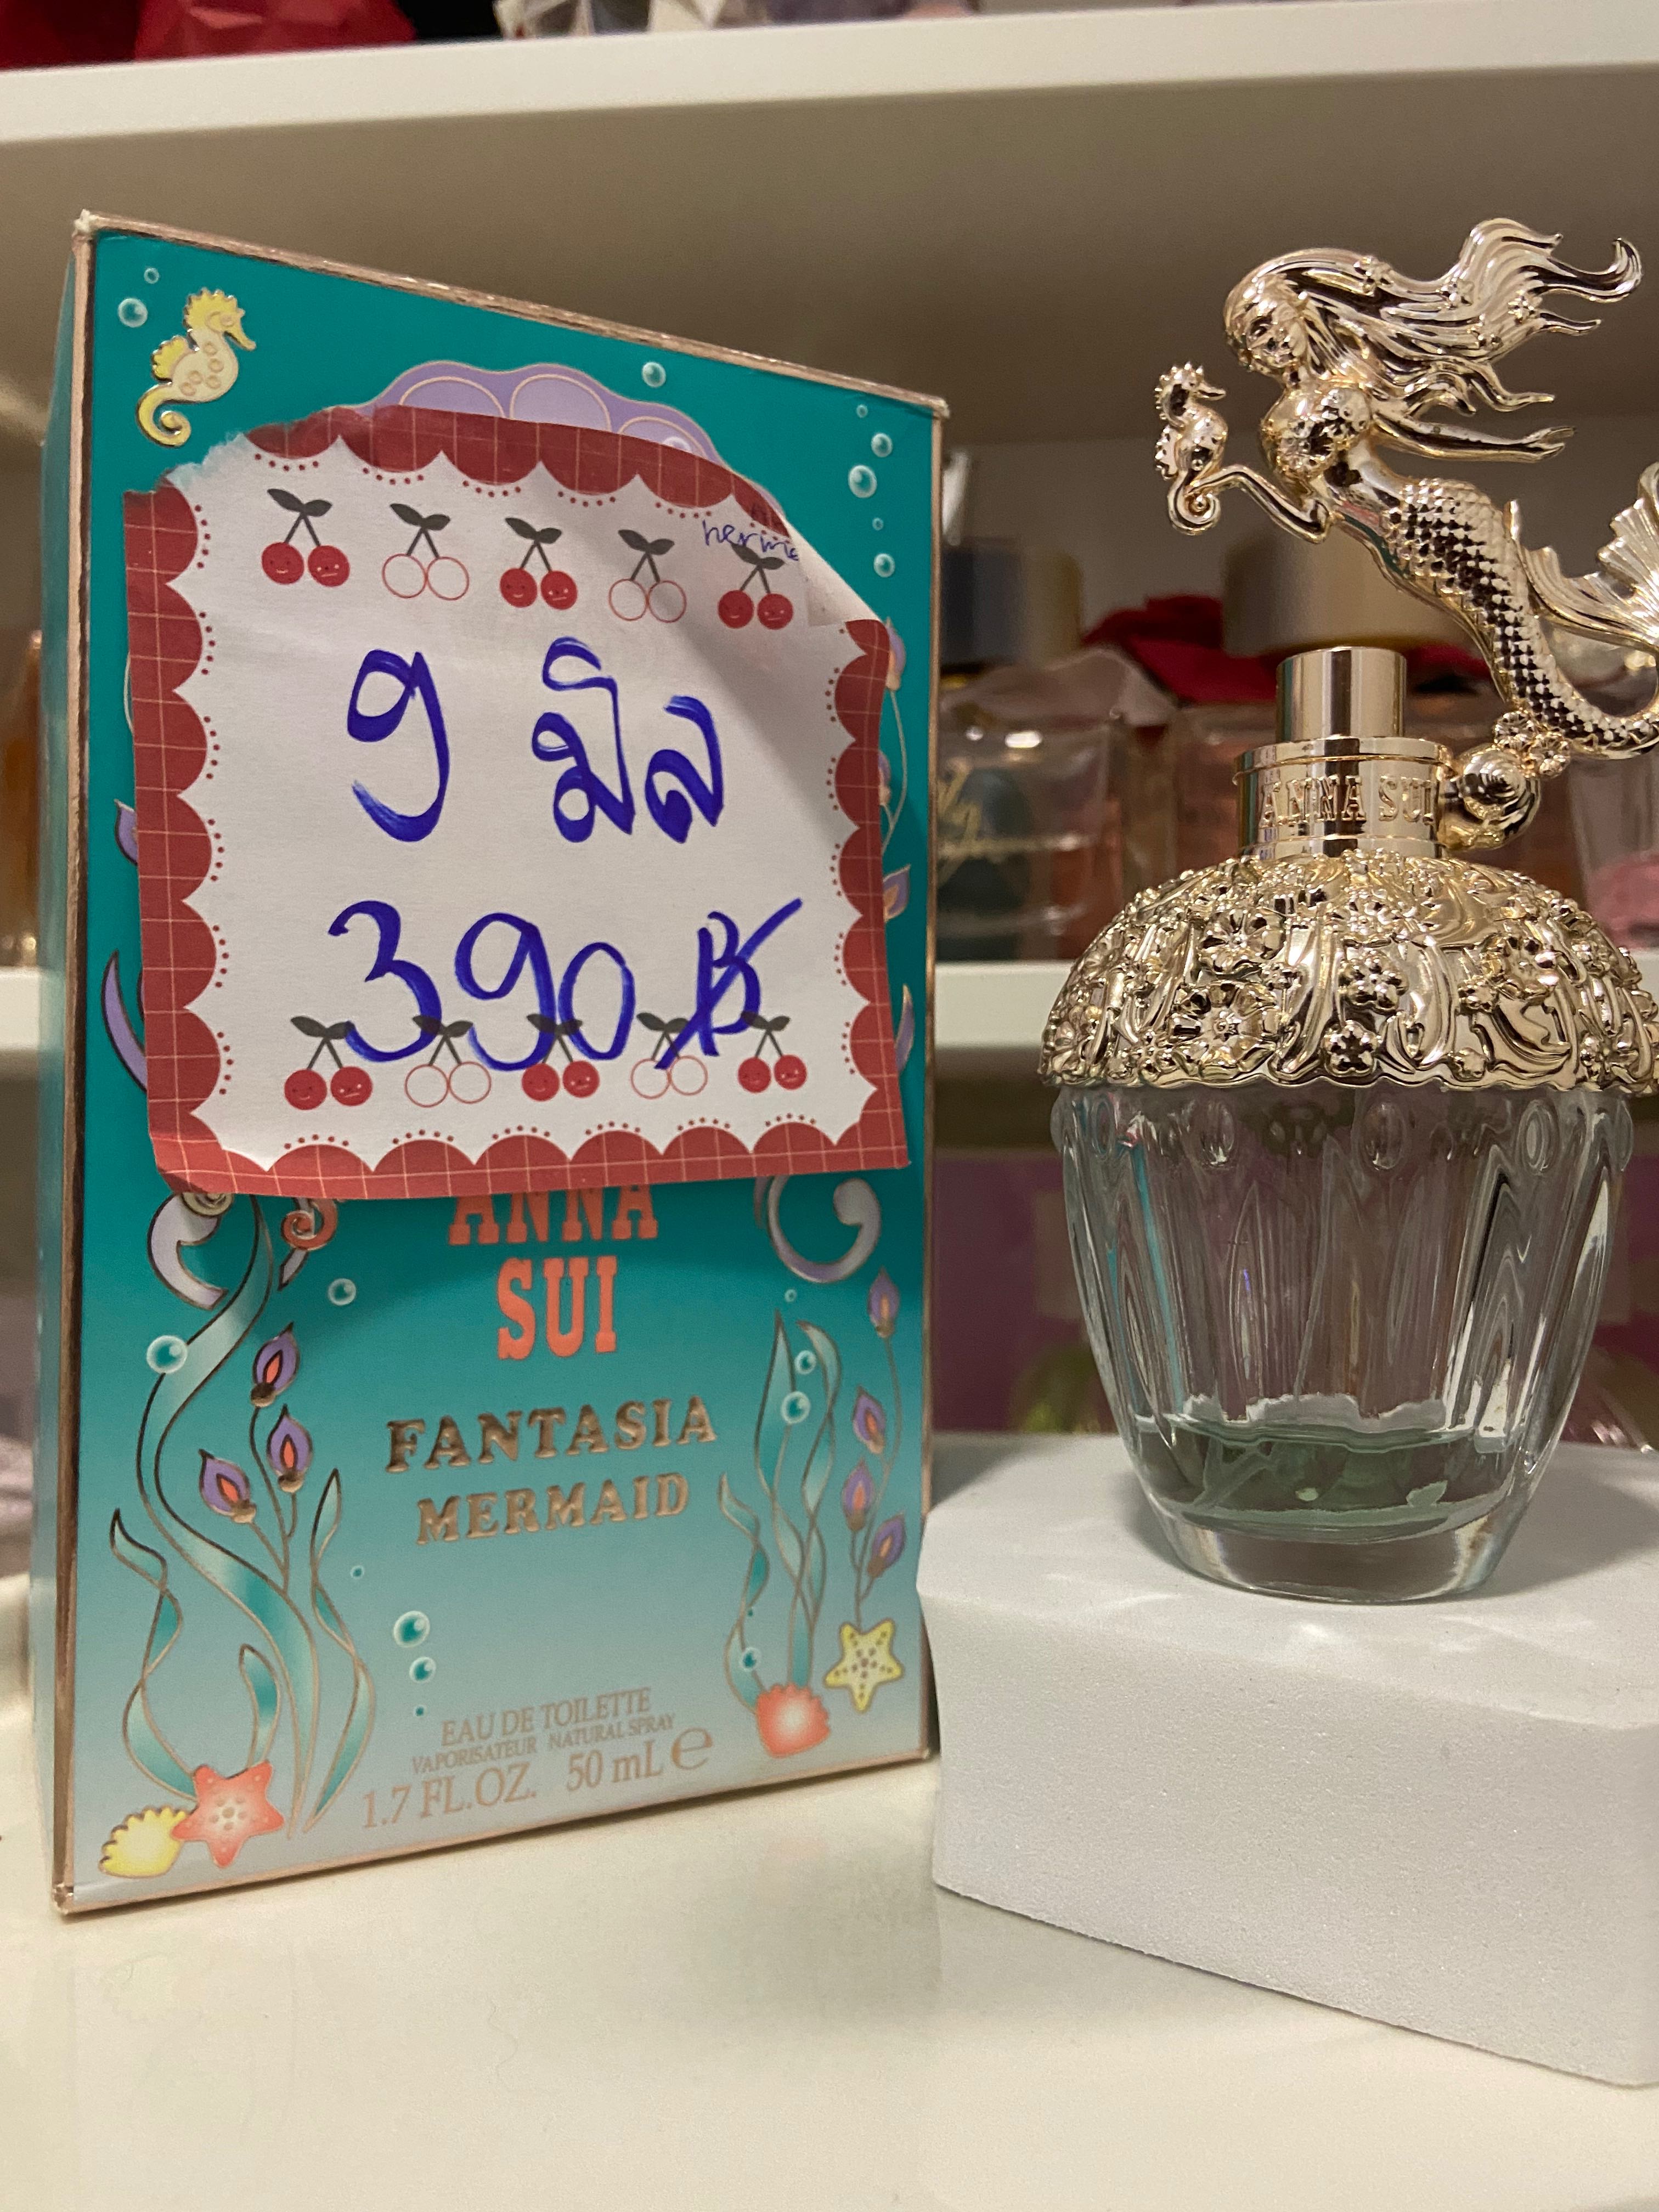 9 มิล
390 ฿
ANNA
SUI
FANTASIA
MERMAID
EAU DE TOILETTE
VAPORISATEUR NATURAL SPRAY
1.7 FL.OZ. 50 mL e
ANNA SUI